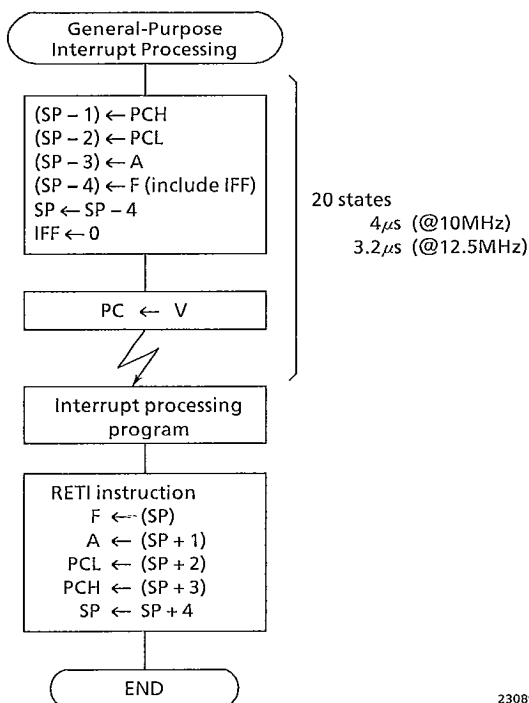 General-Purpose
Interrupt Processing
(SP – 1) ← PCH
(SP – 2) ← PCL
(SP – 3) ← A
(SP – 4) ← F (include IFF)
SP ← SP – 4
IFF ← 0
20 states
4μs (@10MHz)
3.2μs (@12.5MHz)
PC ← V
Interrupt processing
program
RETI instruction
F ← (SP)
A ← (SP + 1)
PCL ← (SP + 2)
PCH ← (SP + 3)
SP ← SP + 4
END